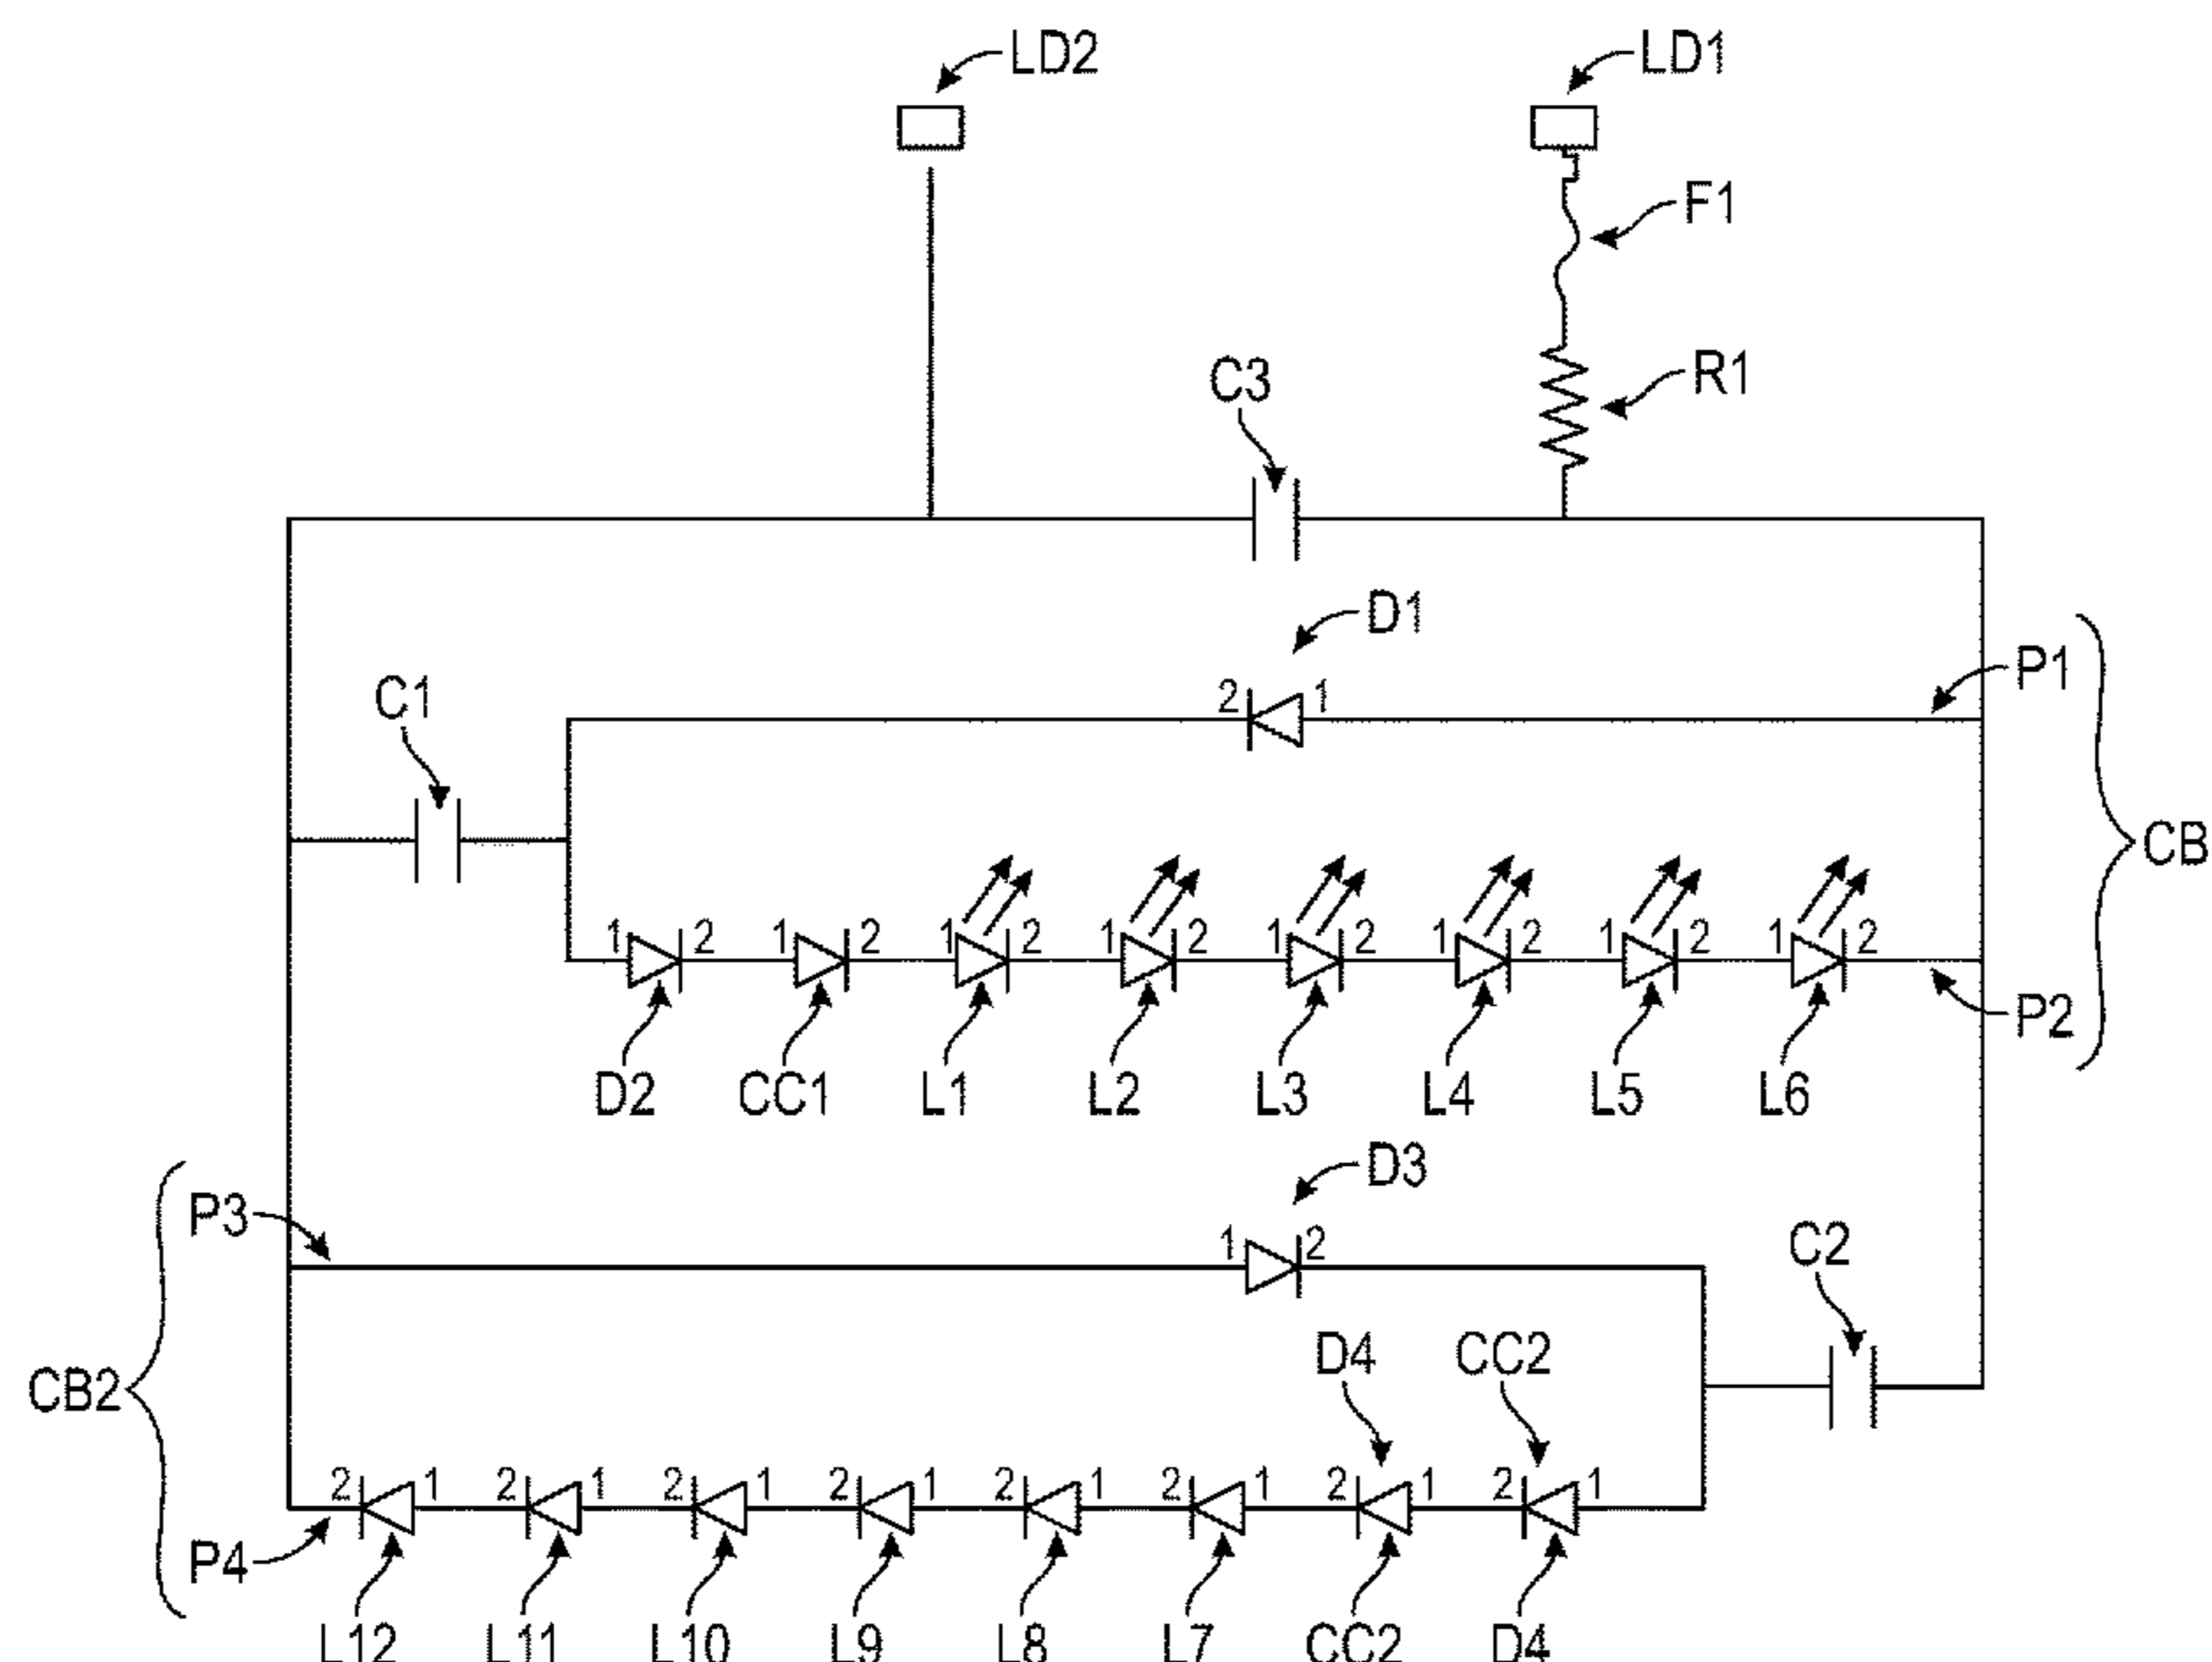 LD2 LD1
F1
C3 R1
D1
P1
C1 2 1
CB
1 2 1 2 1 2 1 2 1 2 1 2 1 2 1 2
P2
D2 CC1 L1 L2 L3 L4 L5 L6
D3
P3
1 2 C2
D4 CC2
CB2
2 1 2 1 2 1 2 1 2 1 2 1 2 1 2 1
P4
L12 L11 L10 L9 L8 L7 CC2 D4